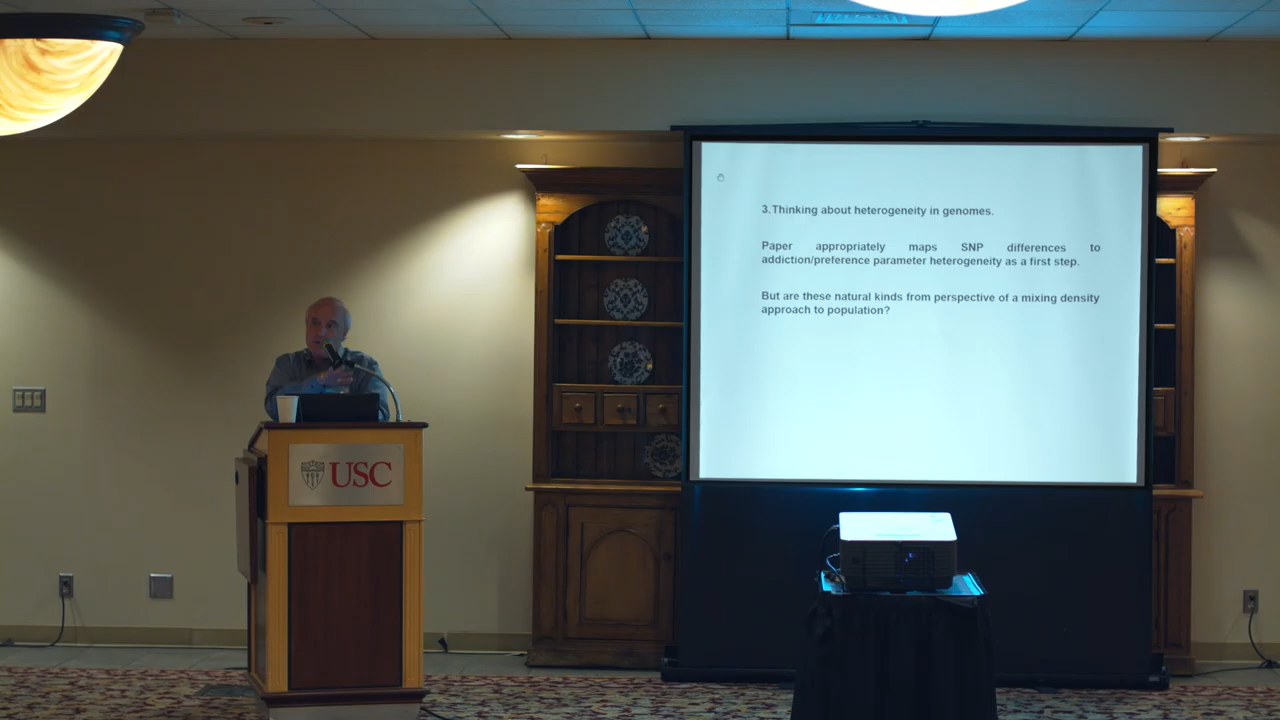 3.Thinking about heterogeneity in genomes.
Paper appropriately maps SNP differences to
addiction/preference parameter heterogeneity as a first step.
But are these natural kinds from perspective of a mixing density
approach to population?
USC